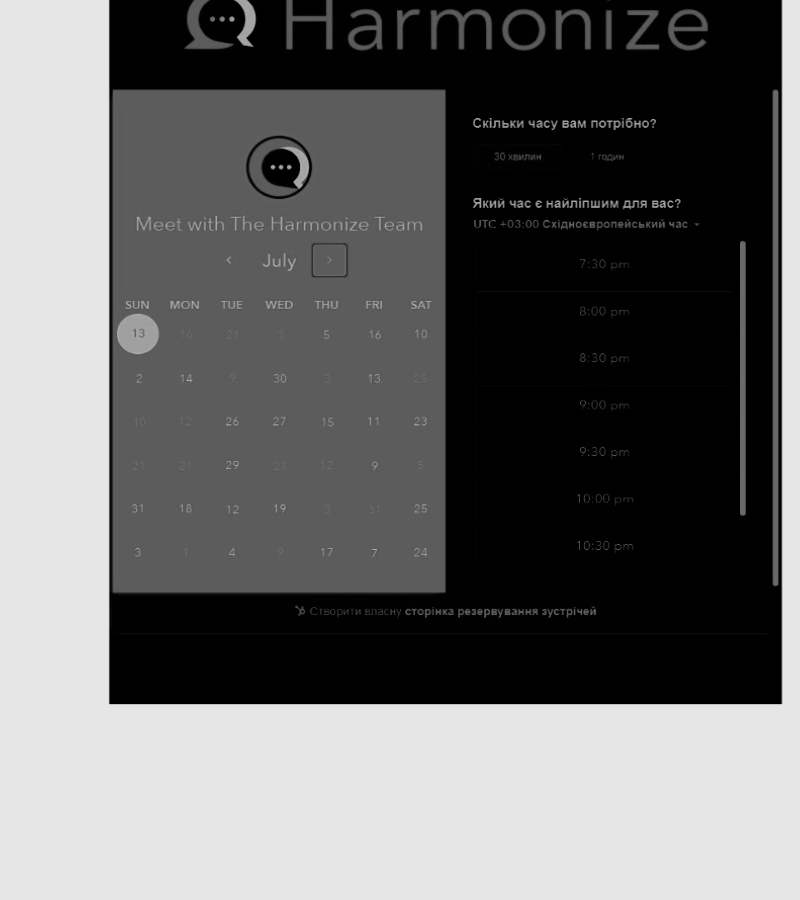 Harmonize
Meet with The Harmonize Team
July
SUN MON TUE WED THU FRI SAT
13 16 21 3 5 16 10
2 14 9 30 3 13 25
10 12 26 27 15 11 23
21 21 29 21 12 9 5
31 18 12 19 3 31 25
3 1 4 9 17 7 24
Скільки часу вам потрібно?
30 хвилин 1 годин
Який час є найліпшим для вас?
UTC +03:00 Східноєвропейський час
7:30 pm
8:00 pm
8:30 pm
9:00 pm
9:30 pm
10:00 pm
10:30 pm
Створити власну сторінка резервування зустрічей